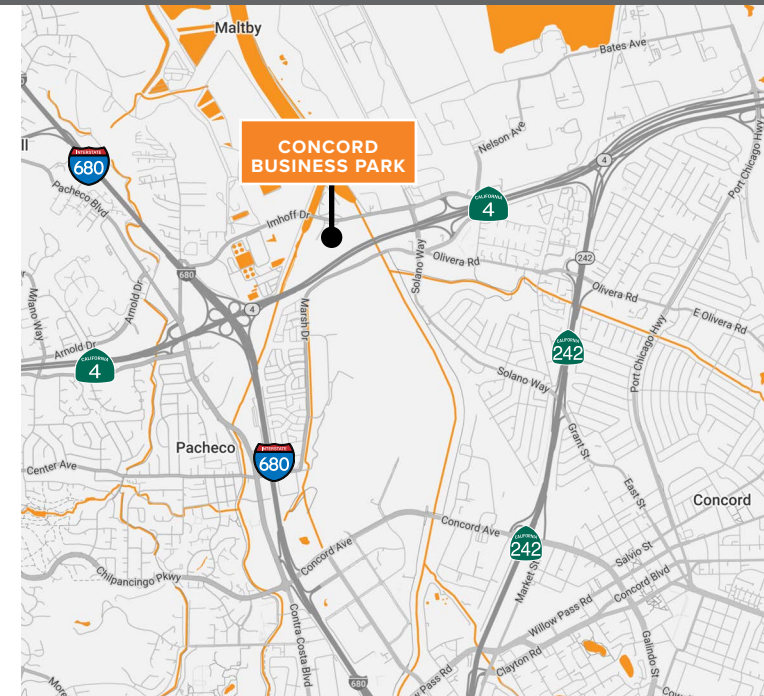 Maltby
Bates Ave
CONCORD
BUSINESS PARK
Nelson Ave
4
Port Chicago Hwy
ll
INTERSTATE
680
Pacheco Blvd
CALIFORNIA
4
Imhoff Dr
Solano Way
Olivera Rd
242
680
Olivera Rd
Arnold Dr
Milano Way
4
Marsh Dr
E Olivera Rd
Port Chicago Hwy
Arnold Dr
CALIFORNIA
4
CALIFORNIA
242
Solano Way
Grant St
Pacheco
INTERSTATE
680
Center Ave
East St
Concord
Concord Ave
CALIFORNIA
242
Concord Ave
Salvio St
Market St
Concord Blvd
Chilpancingo Pkwy
Contra Costa Blvd
Willow Pass Rd
Galindo St
Clayton Rd
Pass Rd
680